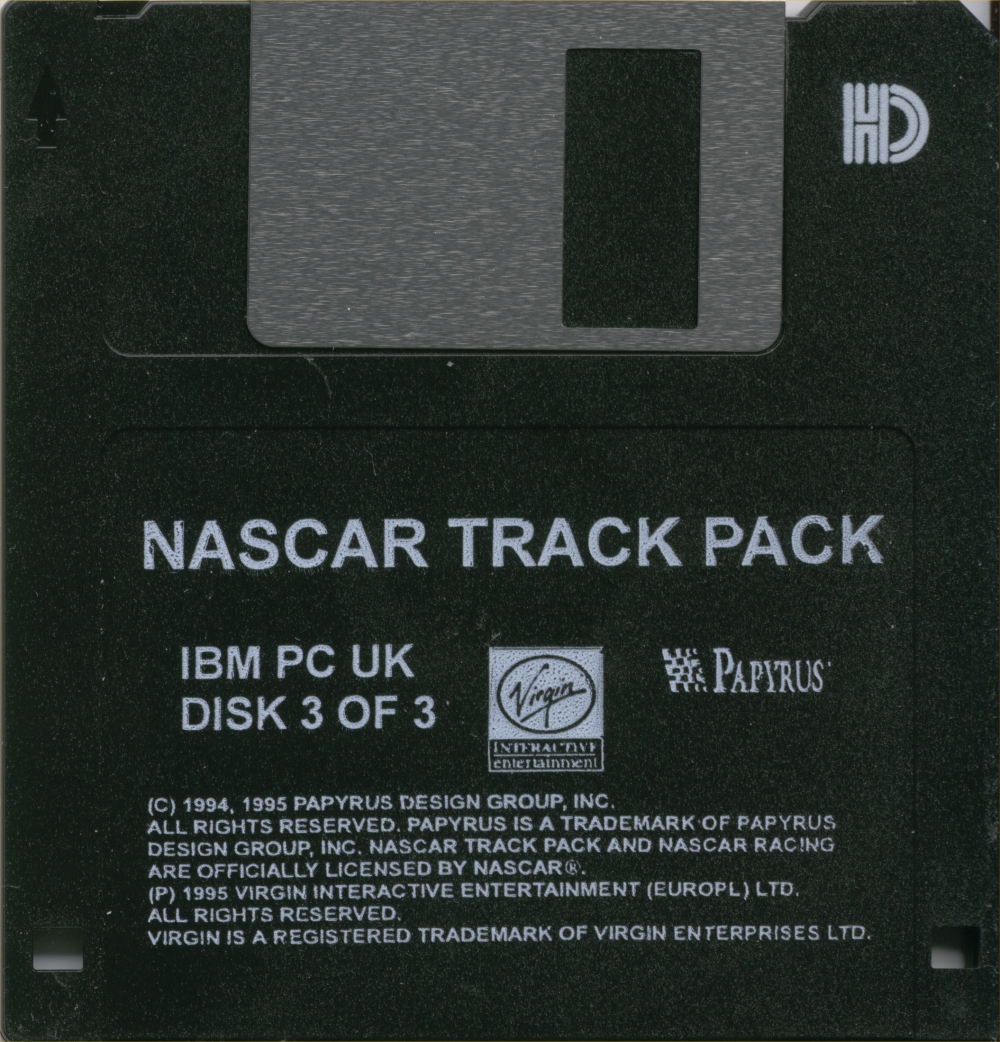 HD
NASCAR TRACK PACK
IBM PC UK
DISK 3 OF 3
Virgin
INTERACTIVE
entertainment
PAPYRUS
(C) 1994, 1995 PAPYRUS DESIGN GROUP, INC.
ALL RIGHTS RESERVED. PAPYRUS IS A TRADEMARK OF PAPYRUS
DESIGN GROUP, INC. NASCAR TRACK PACK AND NASCAR RACING
ARE OFFICIALLY LICENSED BY NASCAR®.
(P) 1995 VIRGIN INTERACTIVE ENTERTAINMENT (EUROPE) LTD.
ALL RIGHTS RESERVED.
VIRGIN IS A REGISTERED TRADEMARK OF VIRGIN ENTERPRISES LTD.